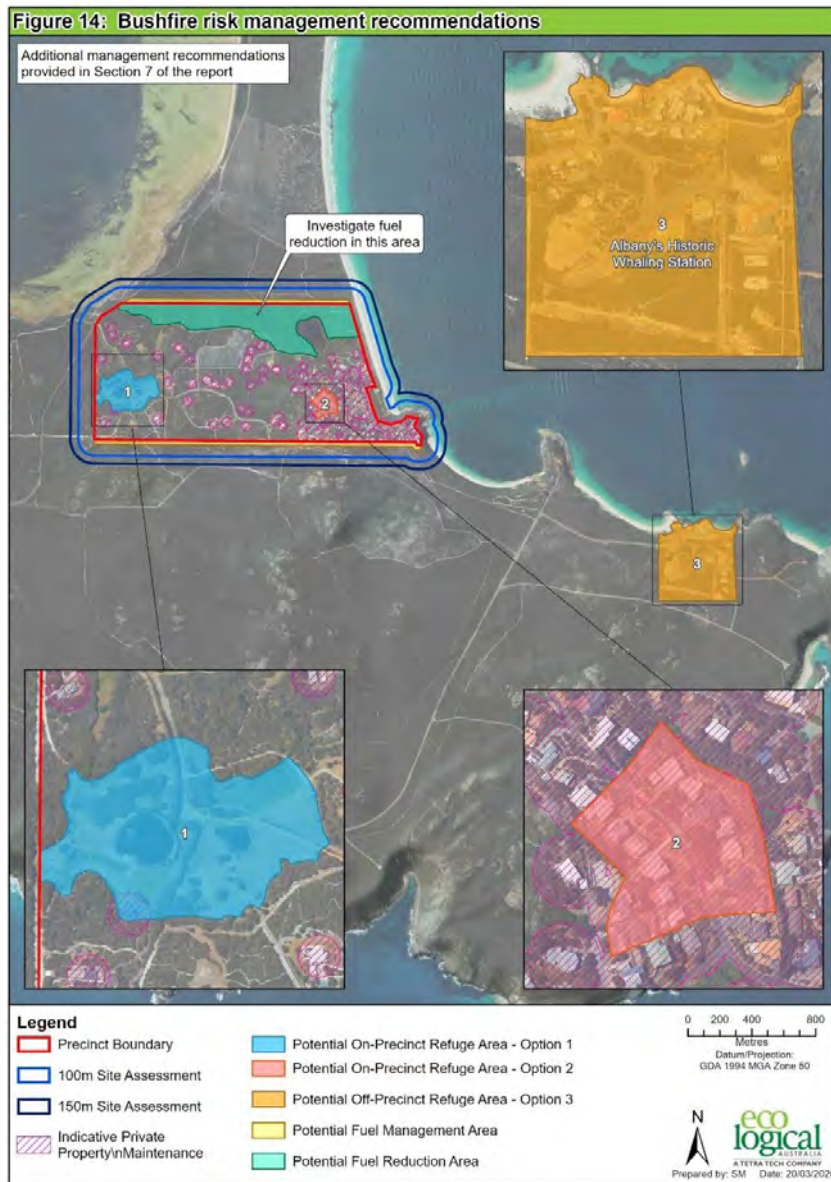 Figure 14: Bushfire risk management recommendations
Additional management recommendations
provided in Section 7 of the report
Investigate fuel
reduction in this area
3
Albany's Historic
Whaling Station
1
2
3
1
2
Legend
Precinct Boundary
100m Site Assessment
150m Site Assessment
Indicative Private
Property\nMaintenance
Potential On-Precinct Refuge Area - Option 1
Potential On-Precinct Refuge Area - Option 2
Potential Off-Precinct Refuge Area - Option 3
Potential Fuel Management Area
Potential Fuel Reduction Area
0 200 400 800
Metres
Datum/Projection:
GDA 1994 MGA Zone 50
N
eco
logical
AUSTRALIA
A TETRA TECH COMPANY
Prepared by: SM Date: 20/03/2020